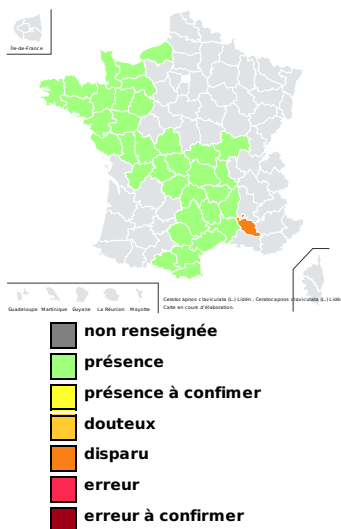 Île-de-France
Guadeloupe Martinique Guyane La Réunion Mayotte
Ceratocapnos claviculata (L.) Lidén , Ceratocapnos claviculata (L.) Lidén
Carte en cours d'élaboration.
non renseignée
présence
présence à confimer
douteux
disparu
erreur
erreur à confirmer